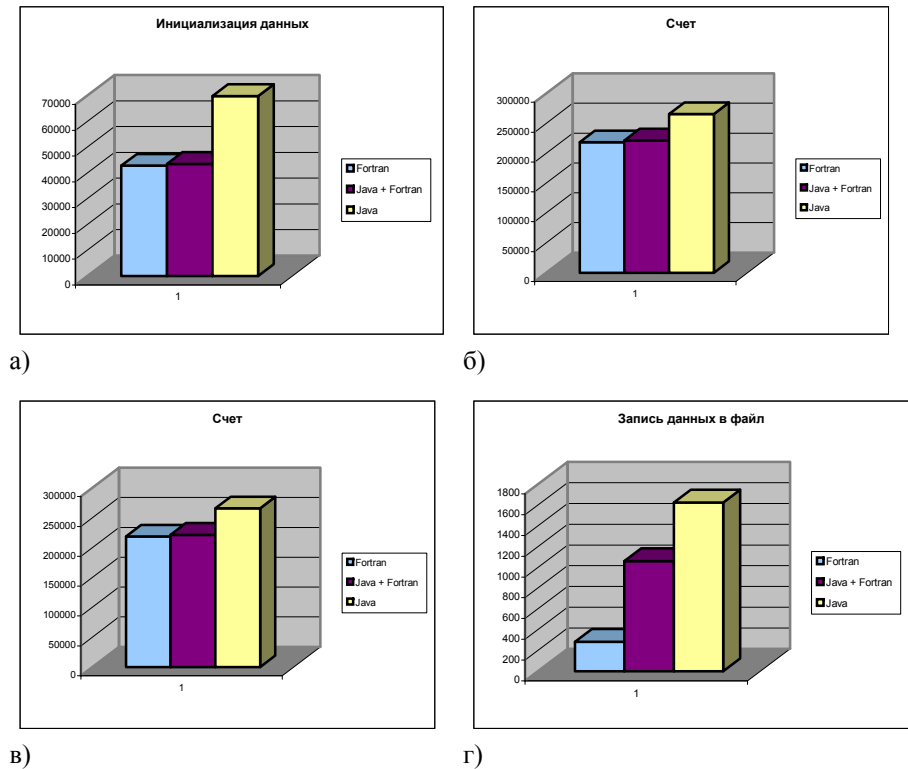 Инициализация данных
70000
60000
50000
40000
30000
20000
10000
0
1
Fortran
Java + Fortran
Java
а)
Счет
300000
250000
200000
150000
100000
50000
0
1
Fortran
Java + Fortran
Java
б)
Счет
300000
250000
200000
150000
100000
50000
0
1
Fortran
Java + Fortran
Java
в)
Запись данных в файл
1800
1600
1400
1200
1000
800
600
400
200
0
1
Fortran
Java + Fortran
Java
г)